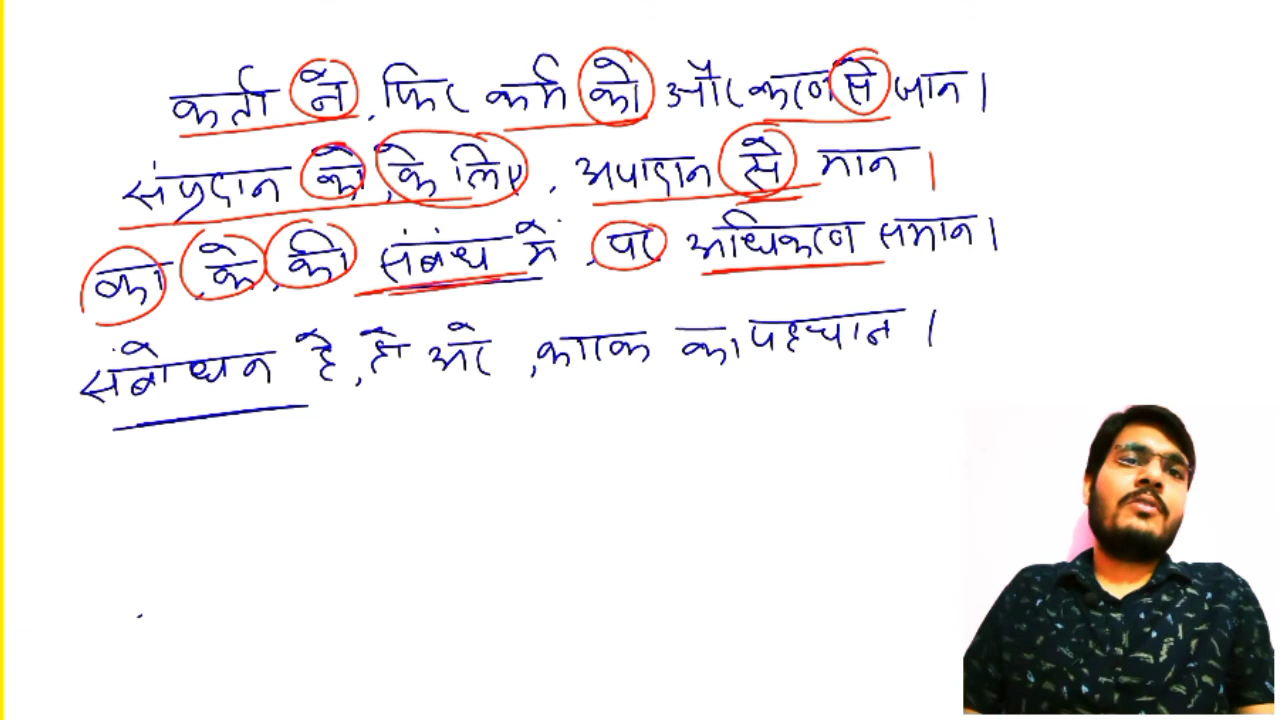 कर्ता ने, फिर कर्म को और करण से जान।
संप्रदान को, के लिए, अपादान से मान।
का, के, की संबंध में, पर अधिकरण समान।
संबोधन हे, हो अरे, कारक का पहचान।